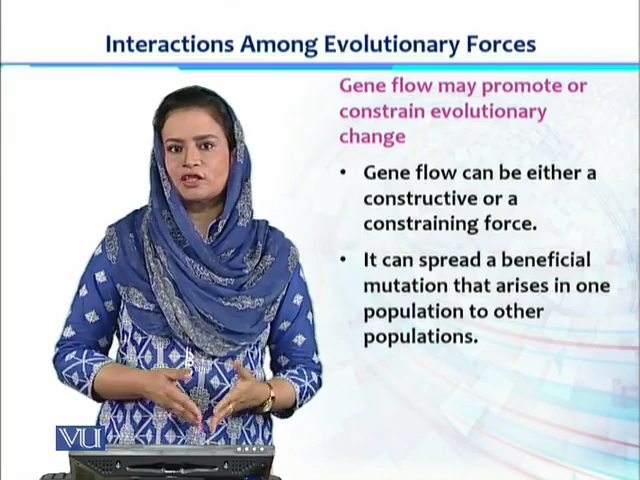 Interactions Among Evolutionary Forces
Gene flow may promote or
constrain evolutionary
change
• Gene flow can be either a
constructive or a
constraining force.
• It can spread a beneficial
mutation that arises in one
population to other
populations.
VU